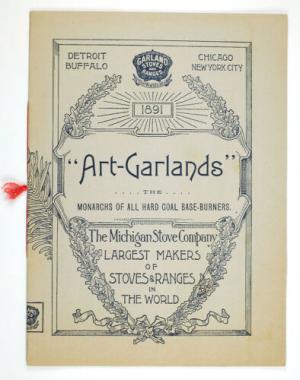 DETROIT
BUFFALO
GARLAND
STOVES
AND
RANGES
CHICAGO
NEW YORK CITY
1891
"Art-Garlands"
....THE....
MONARCHS OF ALL HARD COAL BASE-BURNERS.
The Michigan Stove Company
LARGEST MAKERS
OF
STOVES & RANGES
IN
THE WORLD